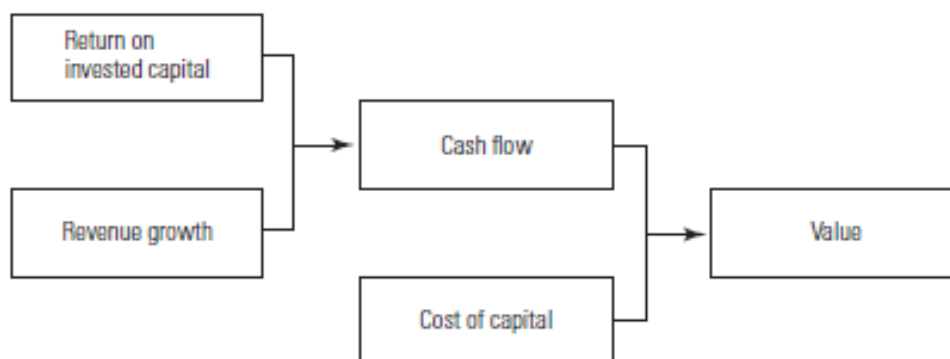 Return on
invested capital
Cash flow
Revenue growth
Value
Cost of capital